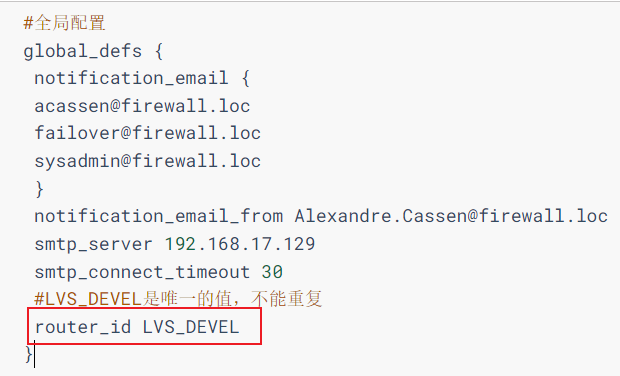 #全局配置
global_defs {
notification_email {
acassen@firewall.loc
failover@firewall.loc
sysadmin@firewall.loc
}
notification_email_from Alexandre.Cassen@firewall.loc
smtp_server 192.168.17.129
smtp_connect_timeout 30
#LVS_DEVEL是唯一的值，不能重复
router_id LVS_DEVEL
}